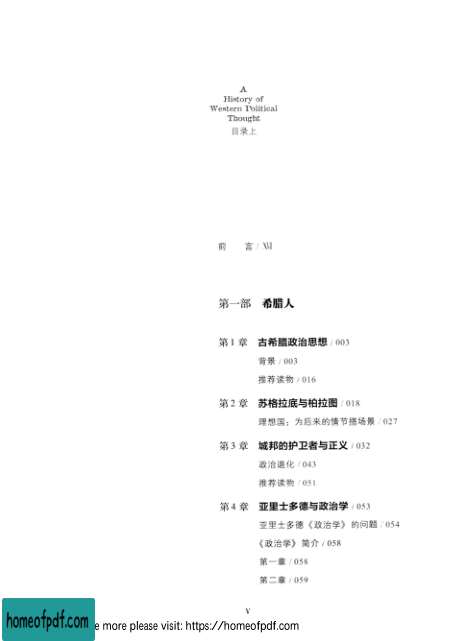 A
History of
Western Political
Thought
目录上
前 言 / XVII
第一部 希腊人
第 1 章 古希腊政治思想 / 003
背景 / 003
推荐读物 / 016
第 2 章 苏格拉底与柏拉图 / 018
理想国：为后来的情节搭场景 / 027
第 3 章 城邦的护卫者与正义 / 032
政治退化 / 043
推荐读物 / 051
第 4 章 亚里士多德与政治学 / 053
亚里士多德《政治学》的问题 / 054
《政治学》简介 / 058
第一章 / 058
第二章 / 059
V
homeofpdf.com
e more please visit: https://homeofpdf.com